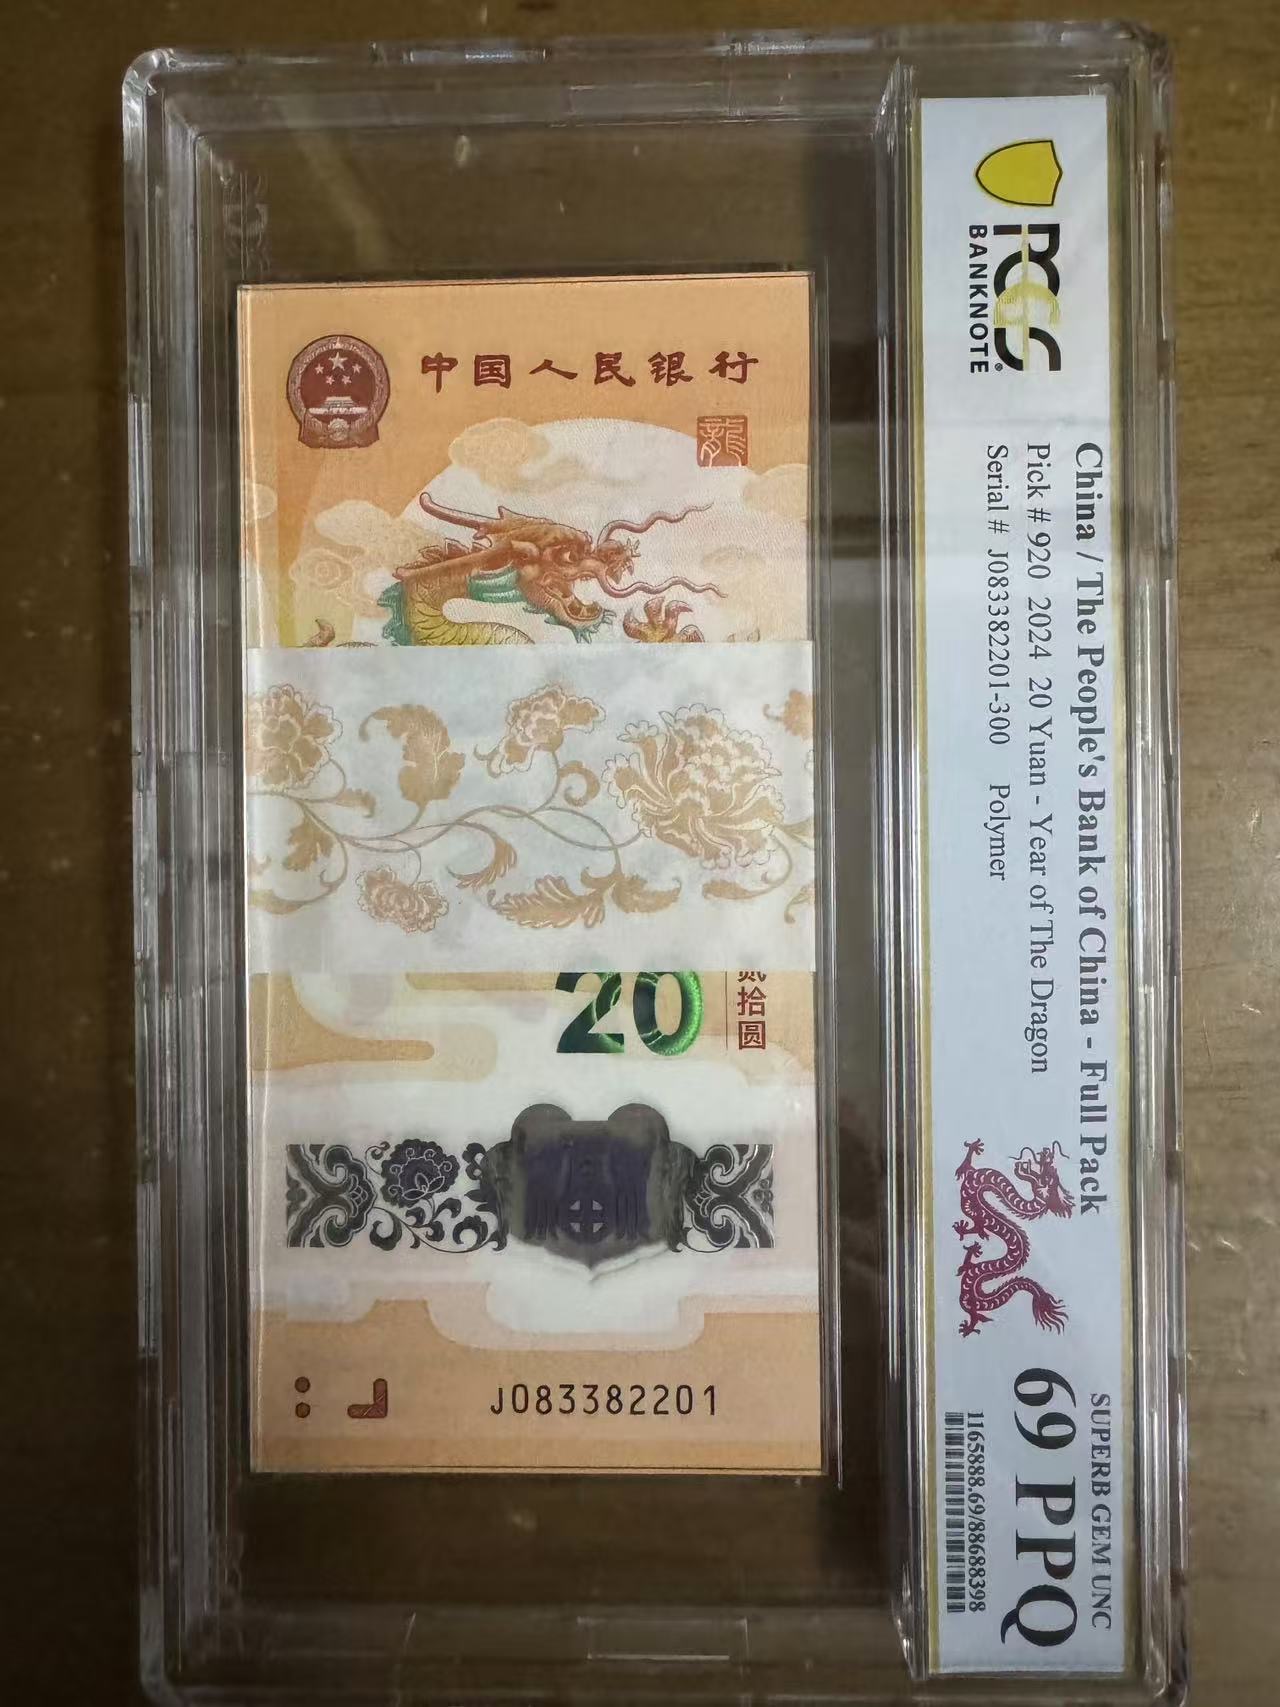 中国人民银行
龍
20
贰拾圆
J083382201
PCGS
BANKNOTE
China / The People's Bank of China - Full Pack
Pick # 920 2024 20 Yuan - Year of The Dragon
Serial # J083382201-300 Polymer
SUPERB GEM UNC
69 PPQ
1165888.69/88688398